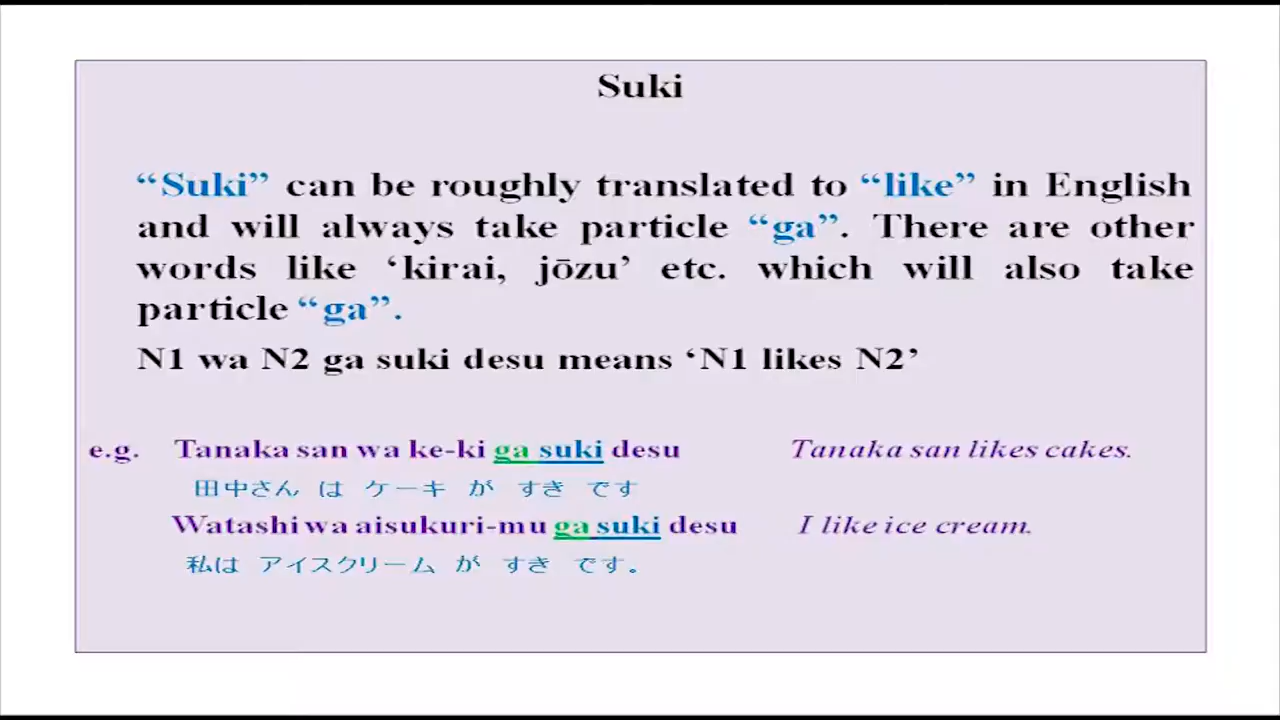 Suki
“Suki” can be roughly translated to “like” in English
and will always take particle “ga”. There are other
words like ‘kirai, jōzu’ etc. which will also take
particle “ga”.
N1 wa N2 ga suki desu means ‘N1 likes N2’
e.g. Tanaka san wa ke-ki ga suki desu Tanaka san likes cakes.
田中さん は ケーキ が すき です
Watashi wa aisukuri-mu ga suki desu I like ice cream.
私は アイスクリーム が すき です。